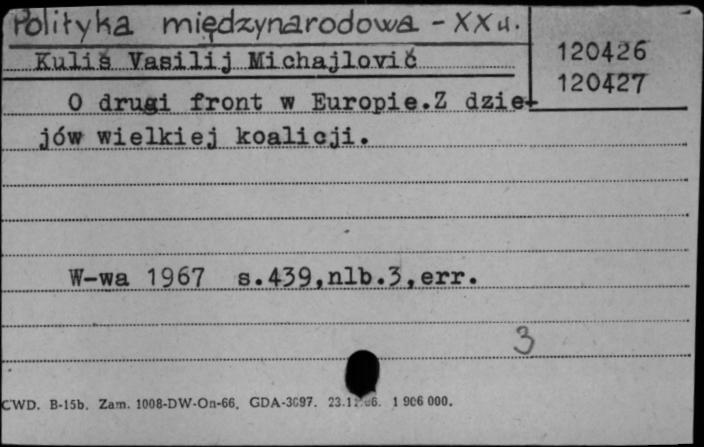 Polityka międzynarodowa - XX w.
120426
Kuliš Vasilij Michajlovič
120427
O drugi front w Europie.Z dzie-
jów wielkiej koalicji.
W-wa 1967 s.439,nlb.3,err.
3
CWD. B-15b. Zam. 1008-DW-On-66. GDA-3097. 1 906 000.